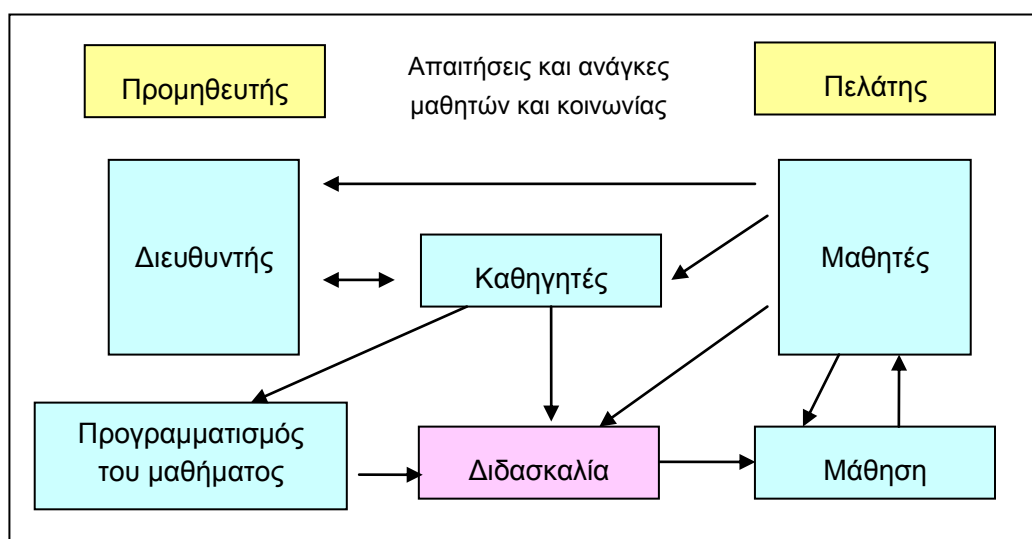 Προμηθευτής
Απαιτήσεις και ανάγκες
μαθητών και κοινωνίας
Πελάτης
Διευθυντής
Καθηγητές
Μαθητές
Προγραμματισμός
του μαθήματος
Διδασκαλία
Μάθηση